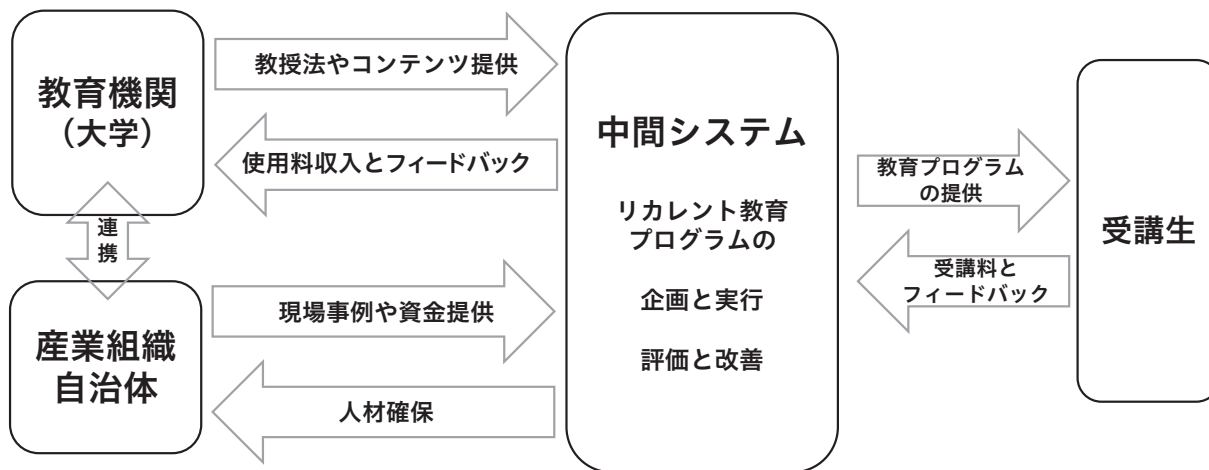 教育機関
（大学）
連
携
産業組織
自治体
教授法やコンテンツ提供
使用料収入とフィードバック
現場事例や資金提供
人材確保
中間システム
リカレント教育
プログラムの
企画と実行
評価と改善
教育プログラム
の提供
受講料と
フィードバック
受講生